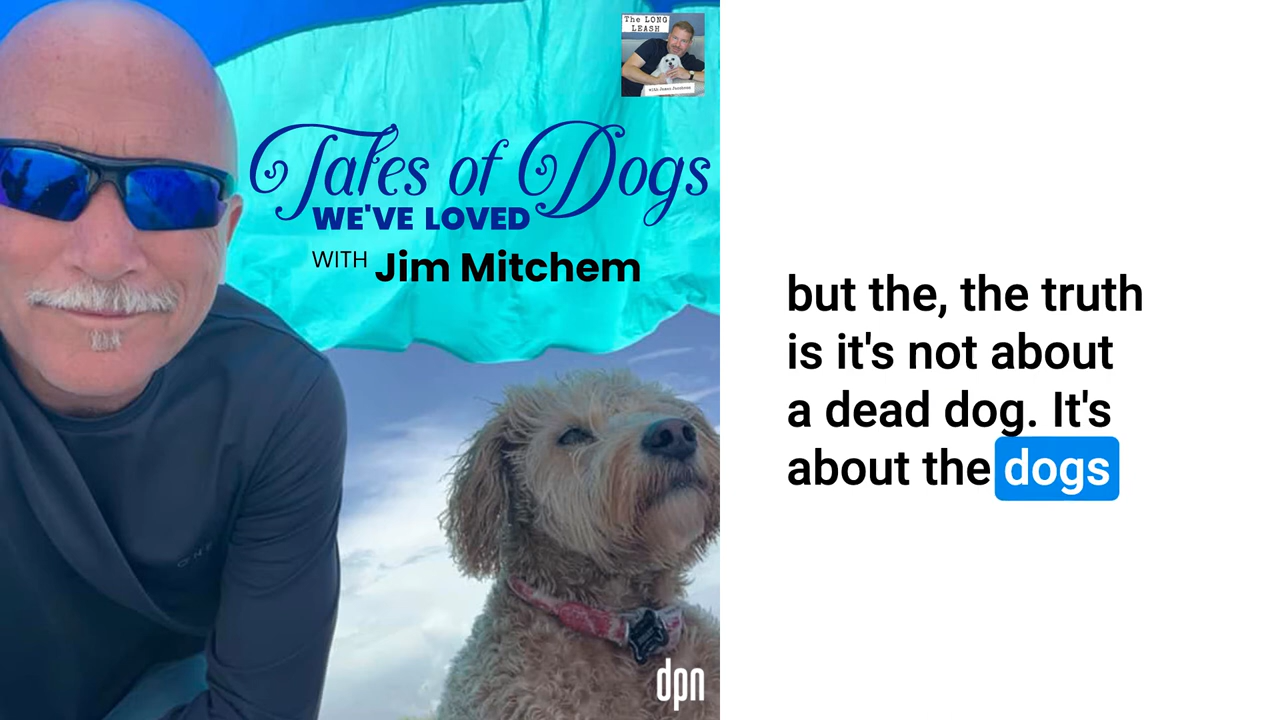 The LONG
LEASH
Tales of Dogs
WE'VE LOVED
WITH Jim Mitchem
dpn
but the, the truth
is it's not about
a dead dog. It's
about the dogs